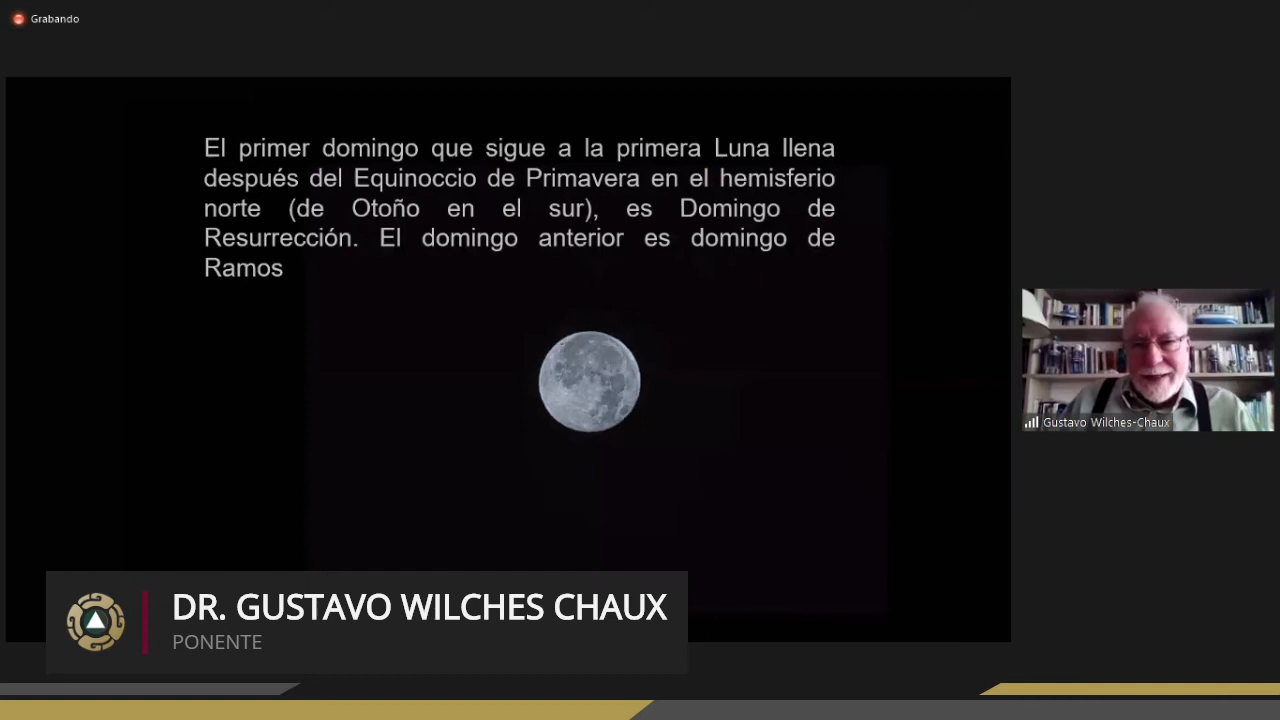 Grabando
El primer domingo que sigue a la primera Luna llena
después del Equinoccio de Primavera en el hemisferio
norte (de Otoño en el sur), es Domingo de
Resurrección. El domingo anterior es domingo de
Ramos
Gustavo Wilches-Chaux
DR. GUSTAVO WILCHES CHAUX
PONENTE